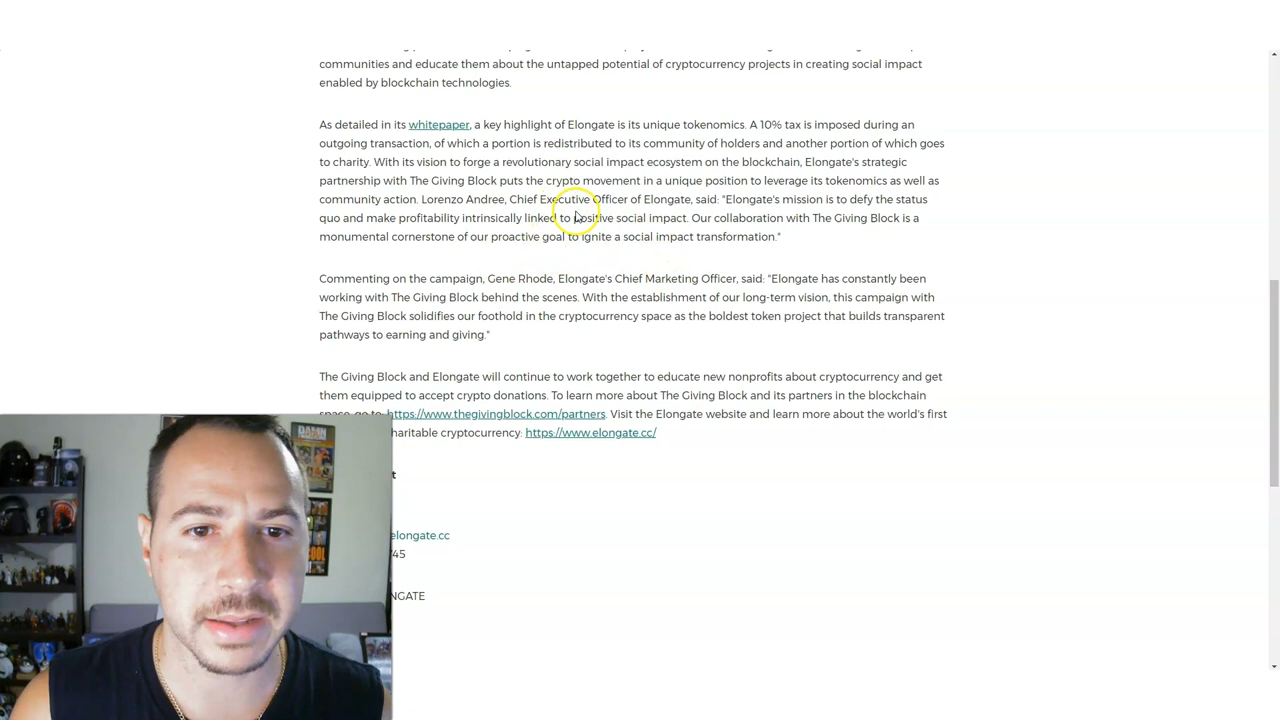 communities and educate them about the untapped potential of cryptocurrency projects in creating social impact
enabled by blockchain technologies.
As detailed in its whitepaper, a key highlight of Elongate is its unique tokenomics. A 10% tax is imposed during an
outgoing transaction, of which a portion is redistributed to its community of holders and another portion of which goes
to charity. With its vision to forge a revolutionary social impact ecosystem on the blockchain, Elongate's strategic
partnership with The Giving Block puts the crypto movement in a unique position to leverage its tokenomics as well as
community action. Lorenzo Andree, Chief Executive Officer of Elongate, said: "Elongate's mission is to defy the status
quo and make profitability intrinsically linked to positive social impact. Our collaboration with The Giving Block is a
monumental cornerstone of our proactive goal to ignite a social impact transformation."
Commenting on the campaign, Gene Rhode, Elongate's Chief Marketing Officer, said: "Elongate has constantly been
working with The Giving Block behind the scenes. With the establishment of our long-term vision, this campaign with
The Giving Block solidifies our foothold in the cryptocurrency space as the boldest token project that builds transparent
pathways to earning and giving."
The Giving Block and Elongate will continue to work together to educate new nonprofits about cryptocurrency and get
them equipped to accept crypto donations. To learn more about The Giving Block and its partners in the blockchain
space, go to: https://www.thegivingblock.com/partners. Visit the Elongate website and learn more about the world's first
haritable cryptocurrency: https://www.elongate.cc/
t
elongate.cc
45
NGATE
DAMN